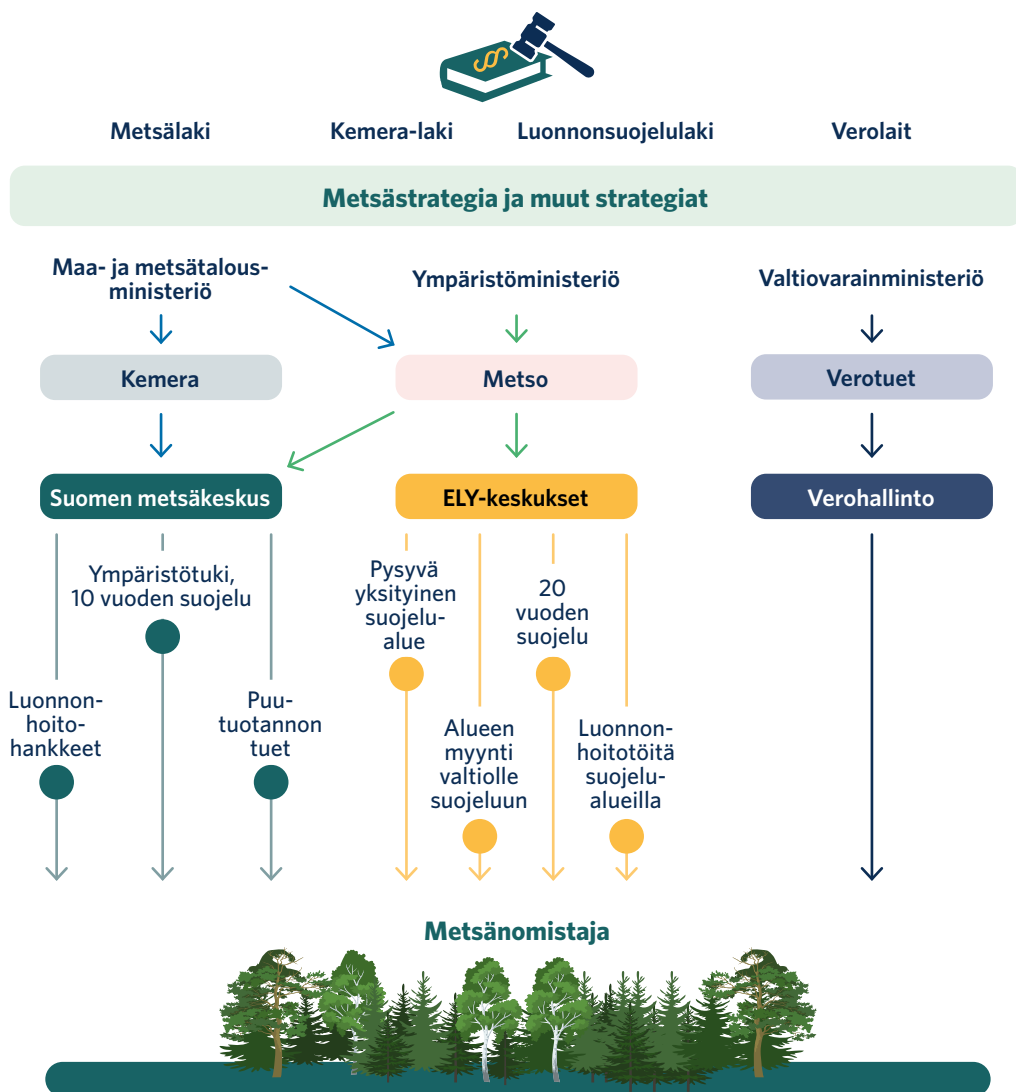 §
Metsälaki
Kemera-laki
Luonnonsuojelulaki
Verolait
Metsästrategia ja muut strategiat
Maa- ja metsätalous-
ministeriö
Ympäristöministeriö
Valtiovarainministeriö
Kemera
Metso
Verotuet
Suomen metsäkeskus
ELY-keskukset
Verohallinto
Ympäristötuki,
10 vuoden suojelu
Luonnon-
hoito-
hankkeet
Puu-
tuotannon
tuet
Pysyvä
yksityinen
suojelu-
alue
Alueen
myynti
valtiolle
suojeluun
20
vuoden
suojelu
Luonnon-
hoitotöitä
suojelu-
alueilla
Metsänomistaja